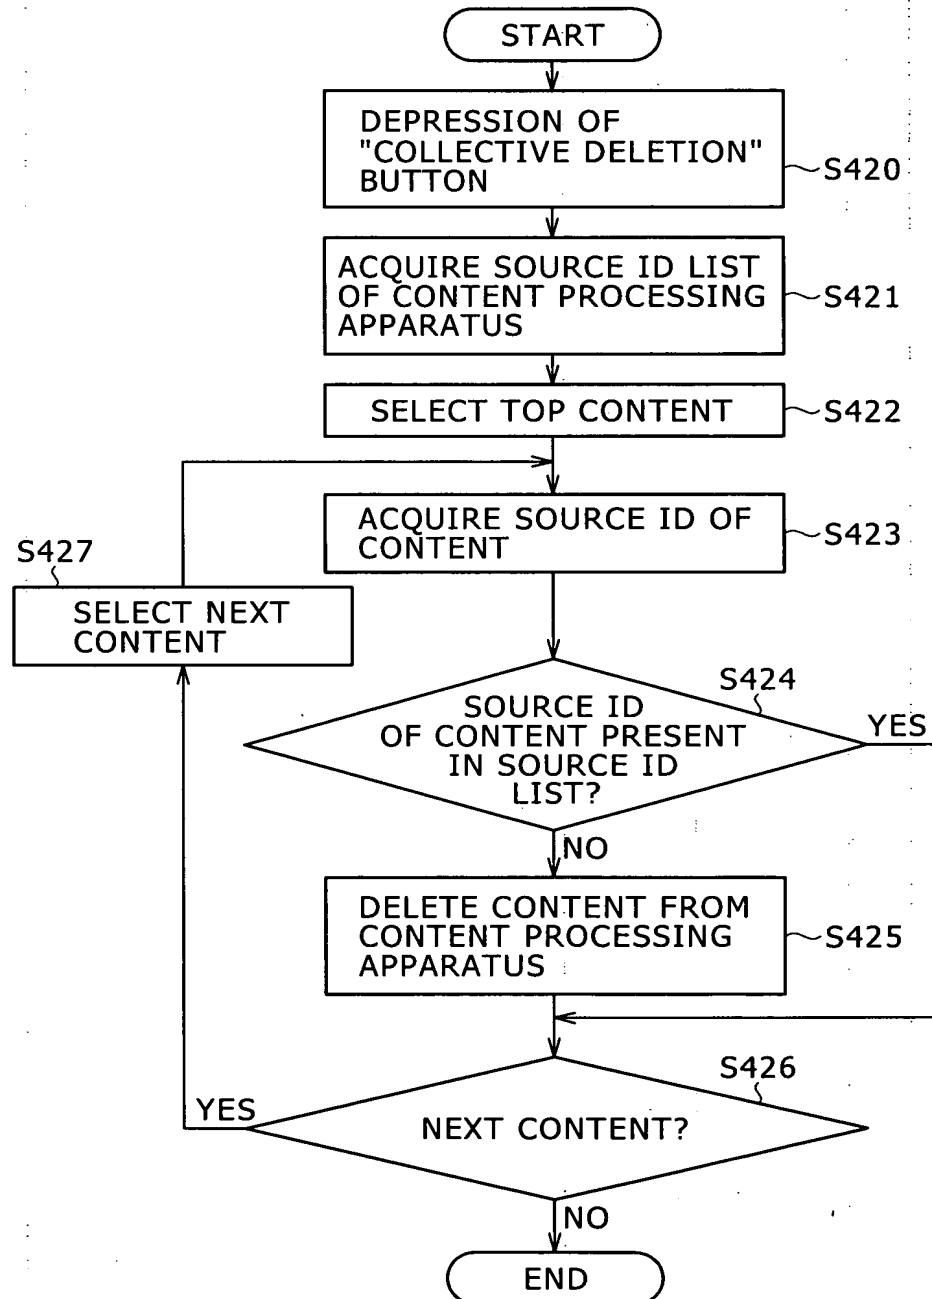 START
DEPRESSION OF
"COLLECTIVE DELETION"
BUTTON
S420
ACQUIRE SOURCE ID LIST
OF CONTENT PROCESSING
APPARATUS
S421
SELECT TOP CONTENT
S422
ACQUIRE SOURCE ID OF
CONTENT
S423
S427
SELECT NEXT
CONTENT
S424
SOURCE ID
OF CONTENT PRESENT
IN SOURCE ID
LIST?
YES
NO
DELETE CONTENT FROM
CONTENT PROCESSING
APPARATUS
S425
S426
YES
NEXT CONTENT?
NO
END